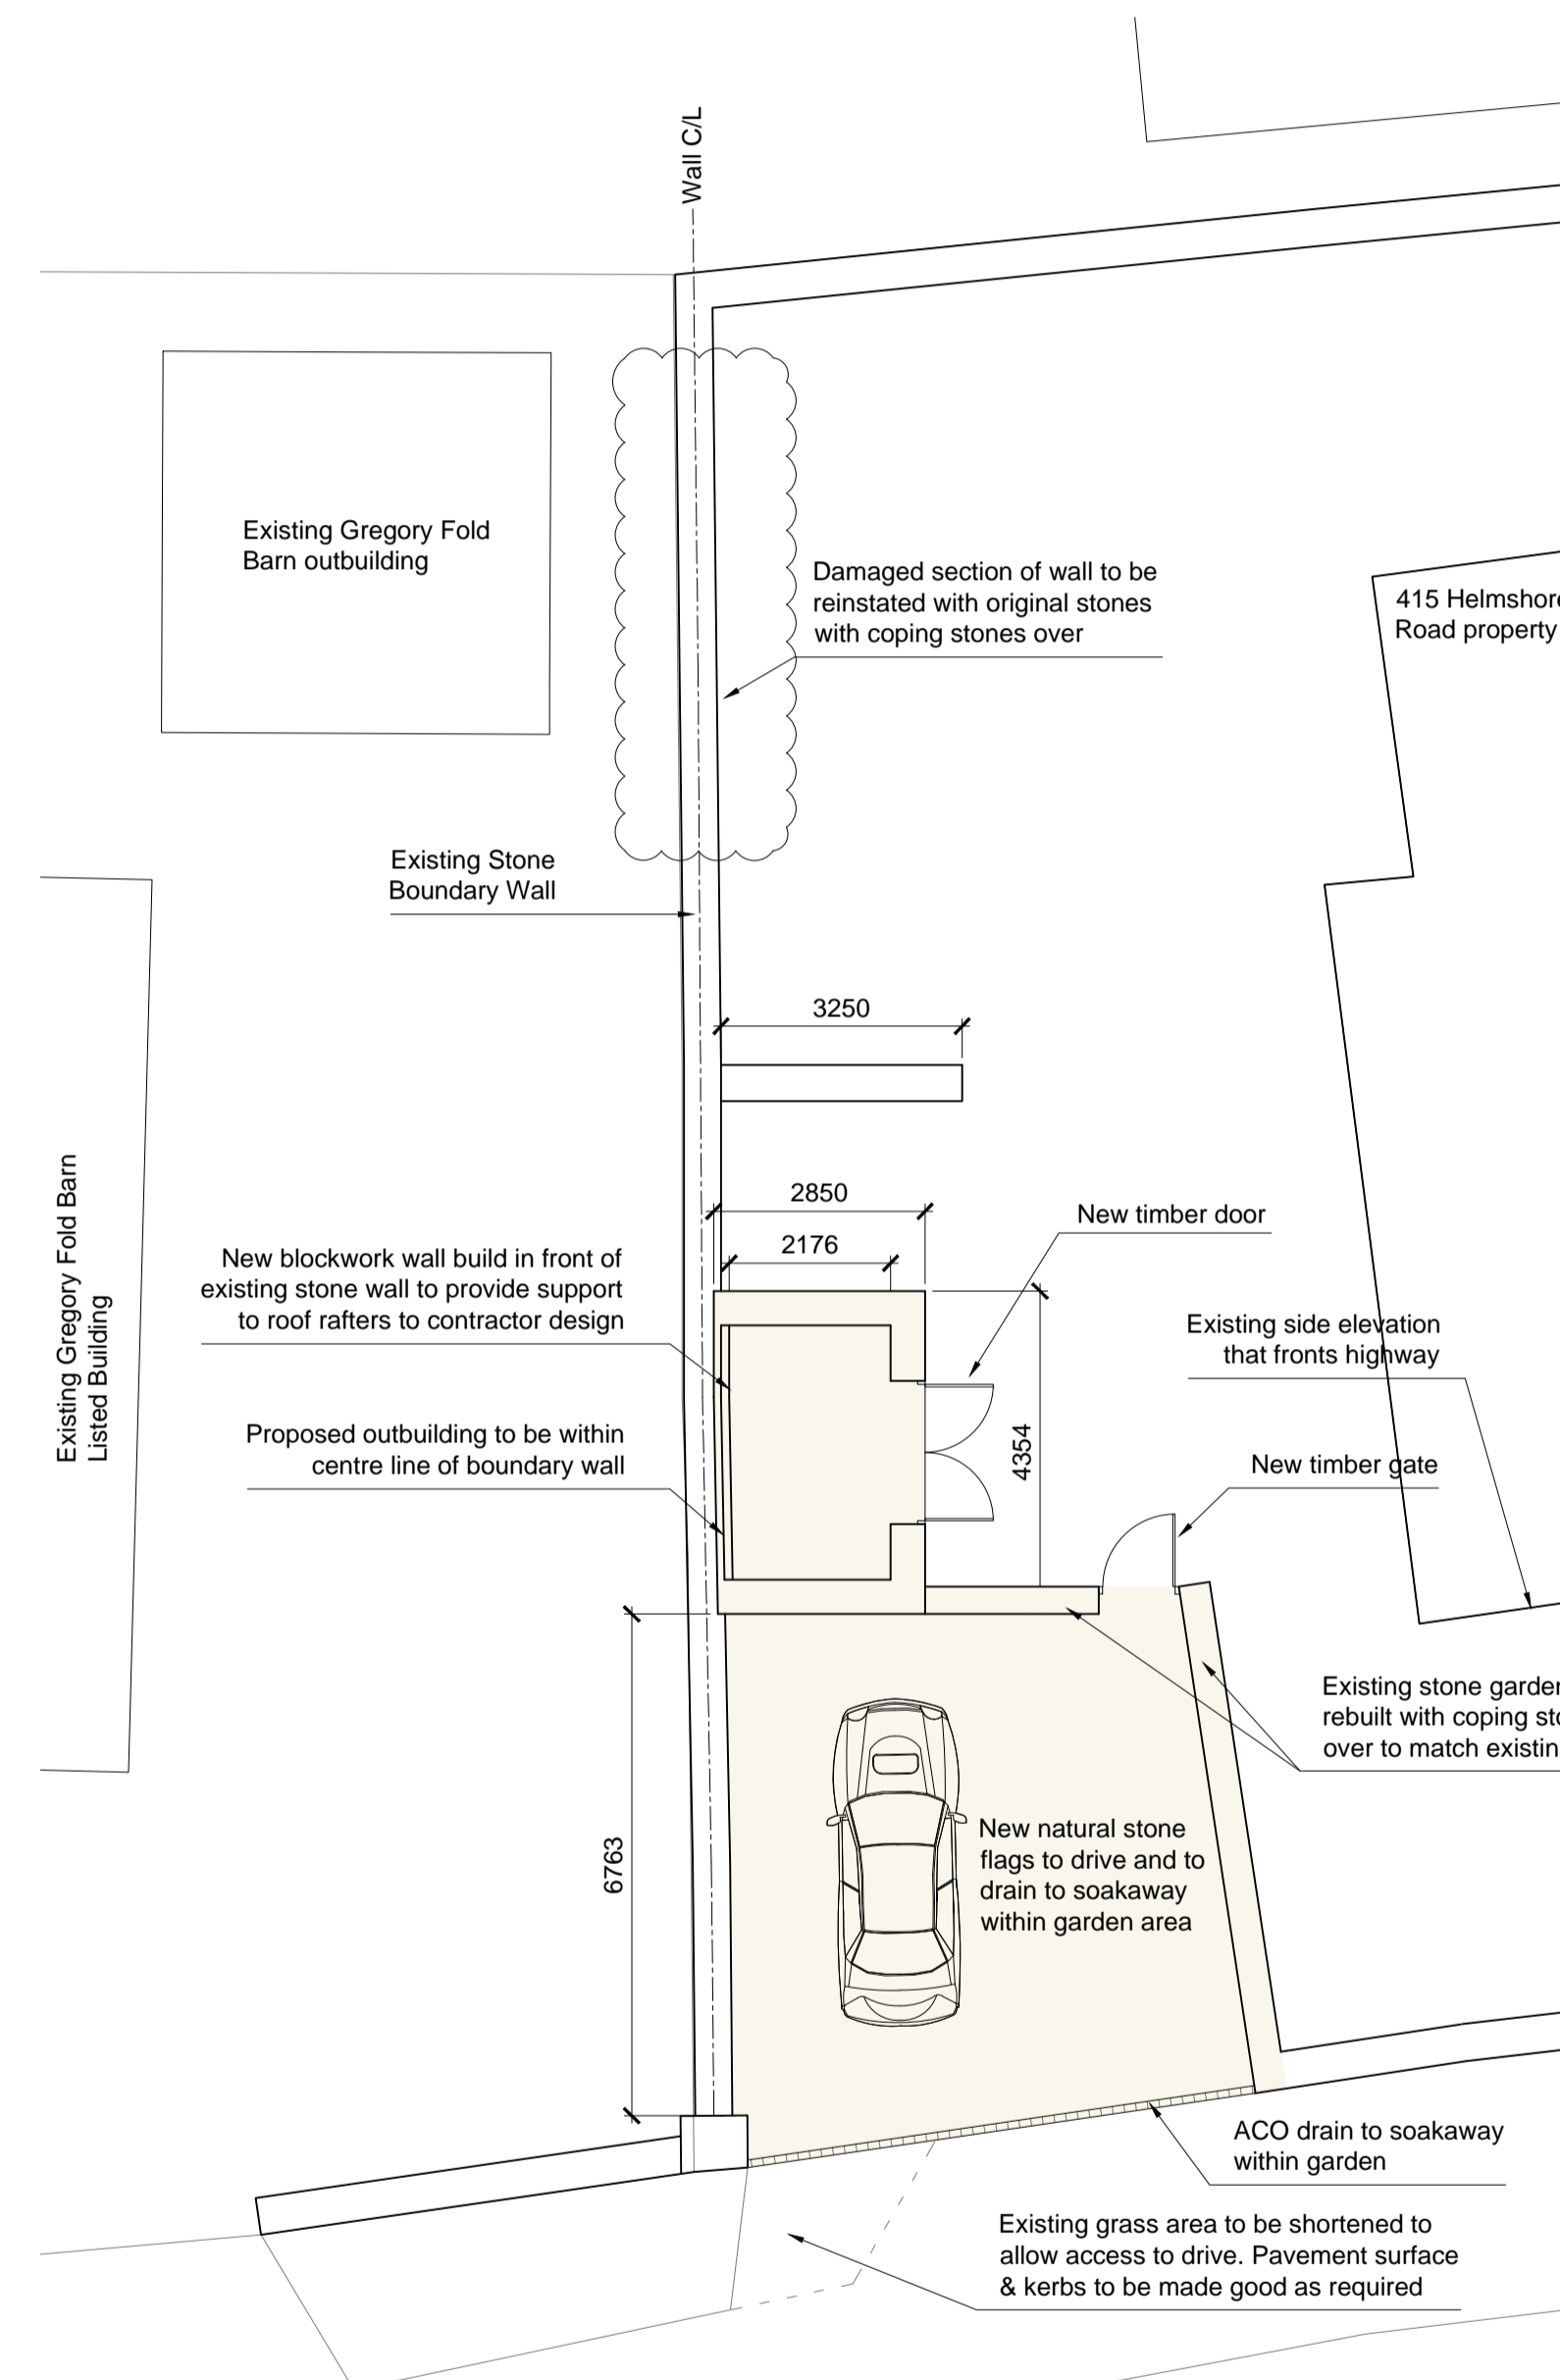 Wall C/L
Existing Gregory Fold
Barn outbuilding
Damaged section of wall to be
reinstated with original stones
with coping stones over
415 Helmshore
Road property
Existing Stone
Boundary Wall
3250
2850
2176
New timber door
New blockwork wall build in front of
existing stone wall to provide support
to roof rafters to contractor design
Existing Gregory Fold Barn
Listed Building
Existing side elevation
that fronts highway
Proposed outbuilding to be within
centre line of boundary wall
4354
New timber gate
Existing stone garden
rebuilt with coping
over to match
6763
New natural stone
flags to drive and to
drain to soakaway
within garden area
ACO drain to soakaway
within garden
Existing grass area to be shortened to
allow access to drive. Pavement surface
& kerbs to be made good as required